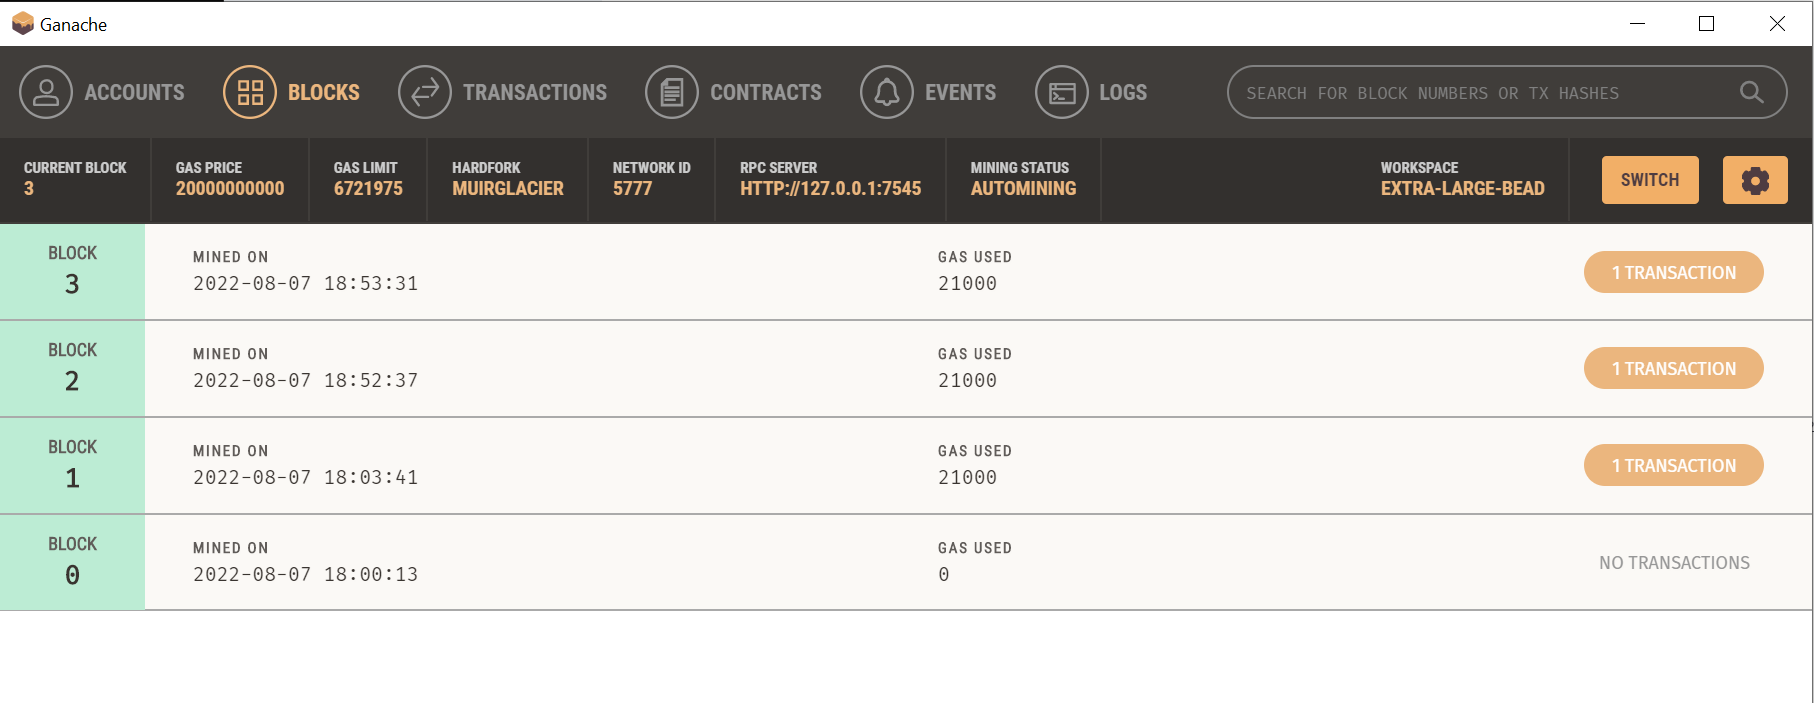 Ganache
ACCOUNTS BLOCKS TRANSACTIONS CONTRACTS EVENTS LOGS SEARCH FOR BLOCK NUMBERS OR TX HASHES
CURRENT BLOCK GAS PRICE GAS LIMIT HARDFORK NETWORK ID RPC SERVER MINING STATUS WORKSPACE
3 20000000000 6721975 MUIRGLACIER 5777 HTTP://127.0.0.1:7545 AUTOMINING EXTRA-LARGE-BEAD SWITCH
BLOCK MINED ON GAS USED
3 2022-08-07 18:53:31 21000 1 TRANSACTION
BLOCK MINED ON GAS USED
2 2022-08-07 18:52:37 21000 1 TRANSACTION
BLOCK MINED ON GAS USED
1 2022-08-07 18:03:41 21000 1 TRANSACTION
BLOCK MINED ON GAS USED
0 2022-08-07 18:00:13 0 NO TRANSACTIONS